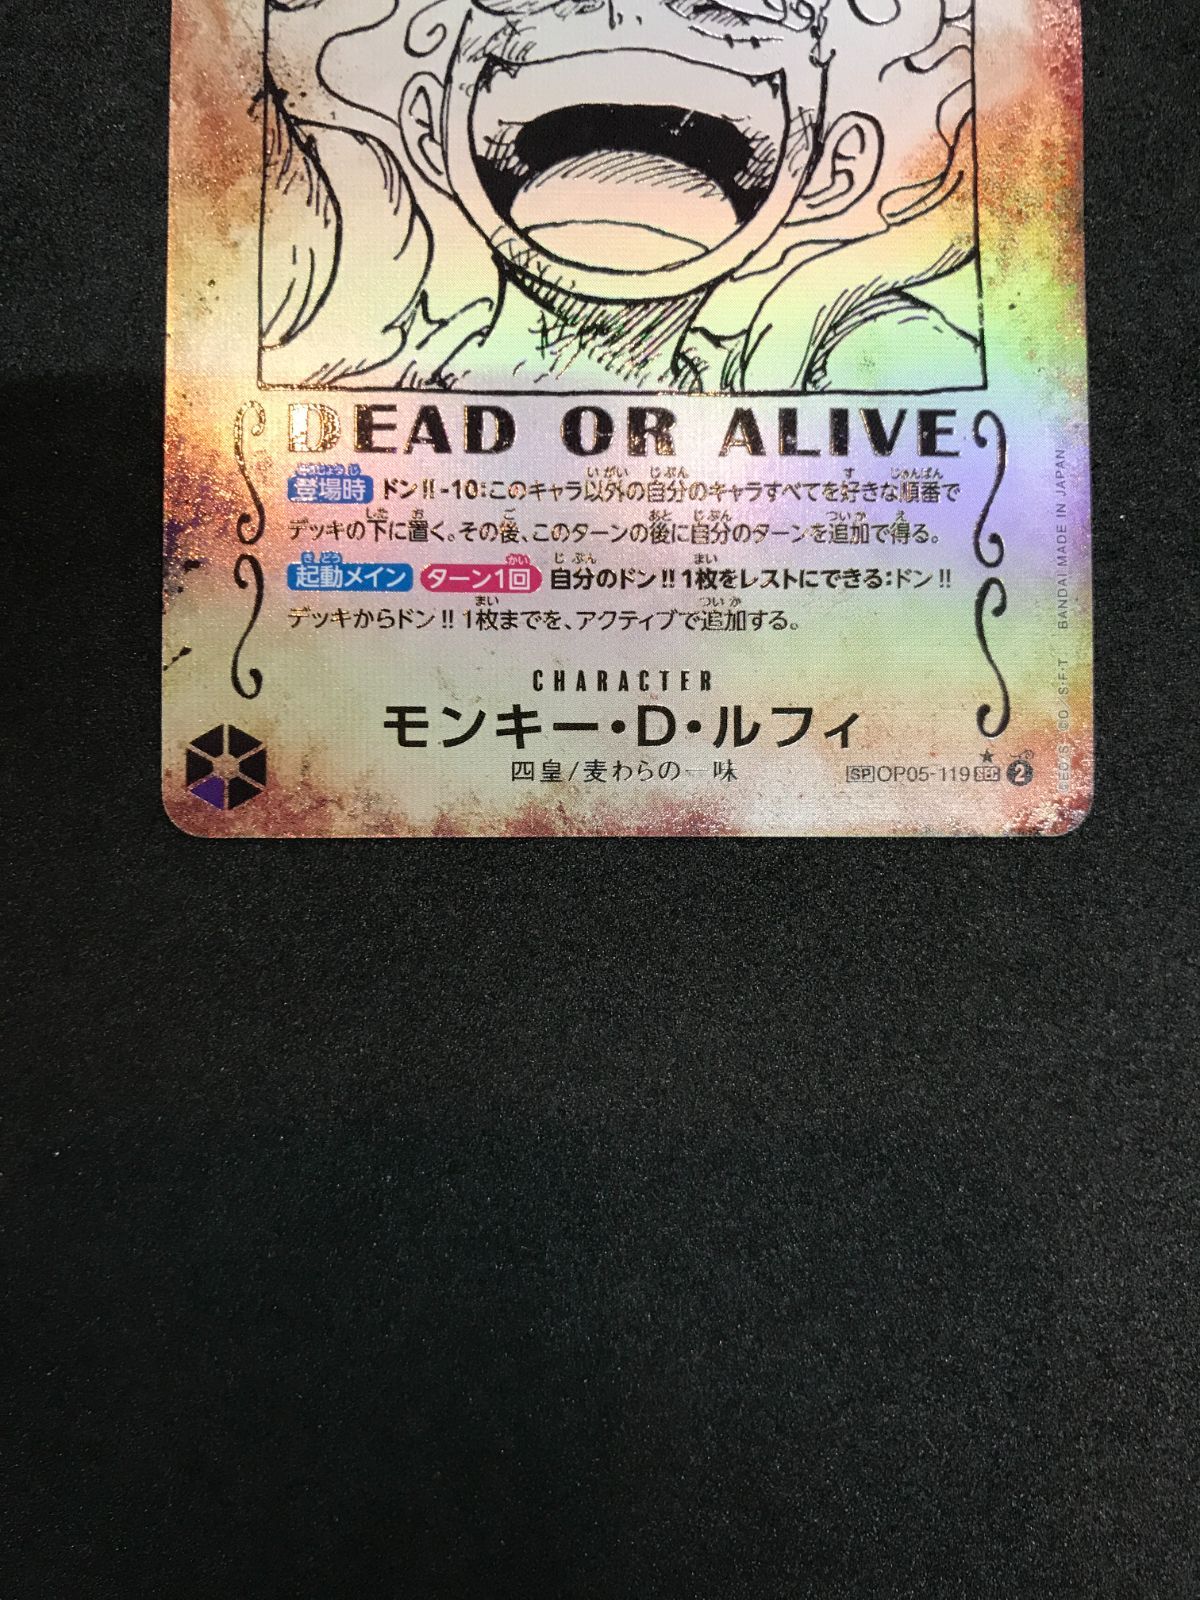 DEAD OR ALIVE
登場時 ドン!!-10:このキャラ以外の自分のキャラすべてを好きな順番で
デッキの下に置く。その後、このターンの後に自分のターンを追加で得る。
起動メイン ターン1回 自分のドン!!1枚をレストにできる:ドン!!
デッキからドン!!1枚までを、アクティブで追加する。
CHARACTER
モンキー・D・ルフィ
四皇/麦わらの一味
SP OP05-119 SEC 2
BANDAI MADE IN JAPAN